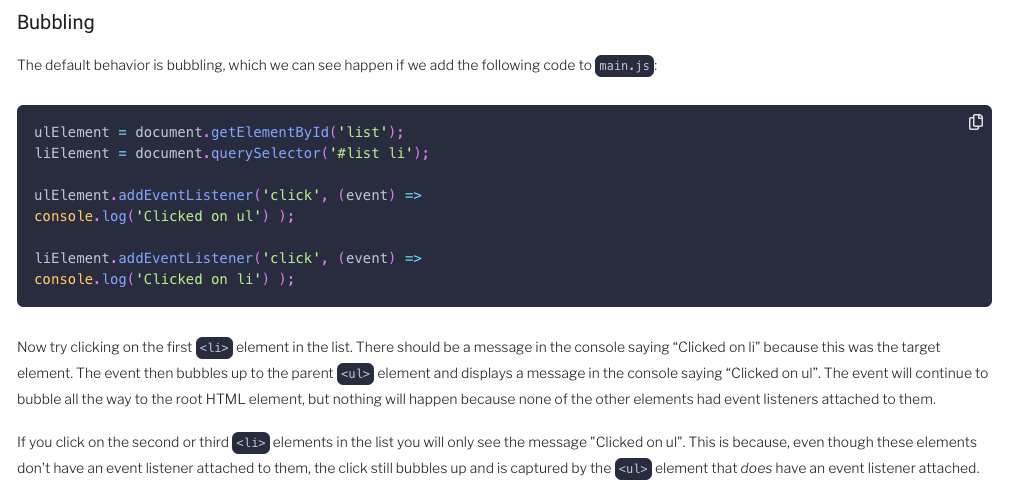 Bubbling
The default behavior is bubbling, which we can see happen if we add the following code to main.js:
ulElement = document.getElementById('list');
liElement = document.querySelector('#list li');
ulElement.addEventListener('click', (event) =>
console.log('Clicked on ul') );
liElement.addEventListener('click', (event) =>
console.log('Clicked on li') );
Now try clicking on the first <li> element in the list. There should be a message in the console saying “Clicked on li” because this was the target
element. The event then bubbles up to the parent <ul> element and displays a message in the console saying “Clicked on ul”. The event will continue to
bubble all the way to the root HTML element, but nothing will happen because none of the other elements had event listeners attached to them.
If you click on the second or third <li> elements in the list you will only see the message "Clicked on ul". This is because, even though these elements
don't have an event listener attached to them, the click still bubbles up and is captured by the <ul> element that does have an event listener attached.